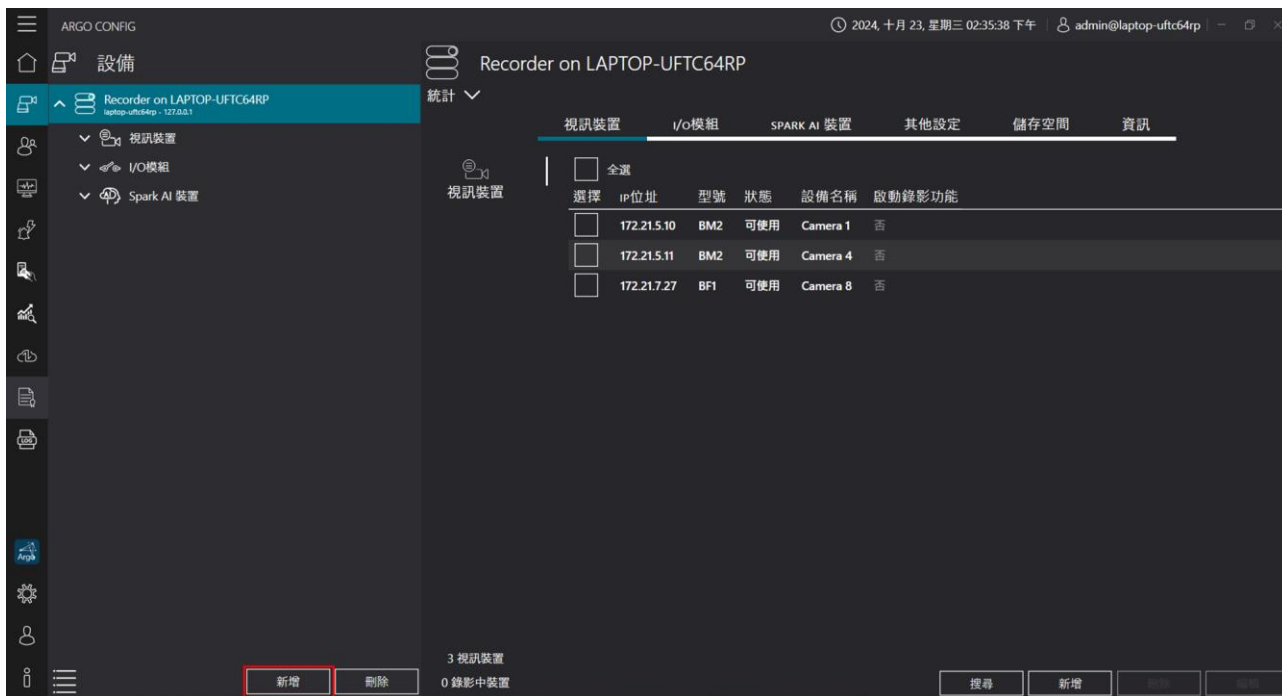 ARGO CONFIG
2024, 十月 23, 星期三 02:35:38 下午
admin@laptop-uftc64rp
設備
Recorder on LAPTOP-UFTC64RP
laptop-uftc64rp - 127.0.0.1
視訊裝置
I/O模組
Spark AI 裝置
新增 刪除
Recorder on LAPTOP-UFTC64RP
統計
視訊裝置 I/O模組 SPARK AI 裝置 其他設定 儲存空間 資訊
視訊裝置
全選
選擇 IP位址 型號 狀態 設備名稱 啟動錄影功能
172.21.5.10 BM2 可使用 Camera 1 否
172.21.5.11 BM2 可使用 Camera 4 否
172.21.7.27 BF1 可使用 Camera 8 否
3 視訊裝置
0 錄影中裝置
搜尋 新增 刪除 編輯
LOG
Argo